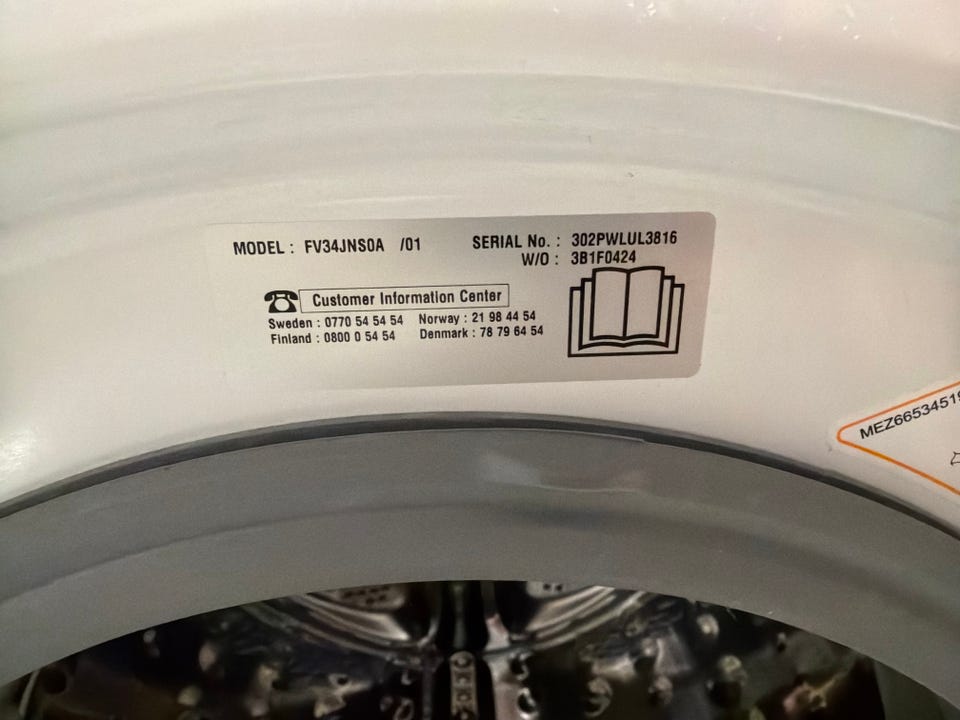 MODEL : FV34JNS0A /01 SERIAL No. : 302PWLUL3816
W/O : 3B1F0424
Customer Information Center
Sweden : 0770 54 54 54 Norway : 21 98 44 54
Finland : 0800 0 54 54 Denmark : 78 79 64 54
MEZ6653451